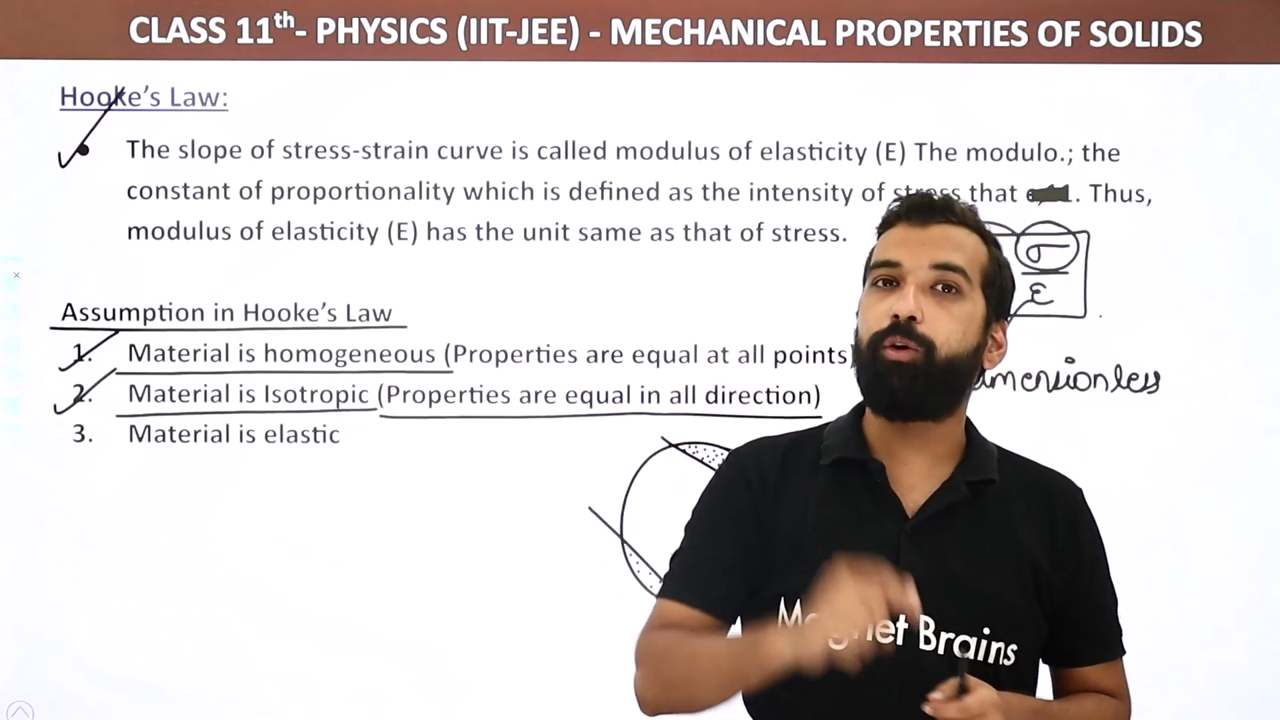 CLASS 11th- PHYSICS (IIT-JEE) - MECHANICAL PROPERTIES OF SOLIDS
Hooke's Law:
• The slope of stress-strain curve is called modulus of elasticity (E) The modulo.; the
constant of proportionality which is defined as the intensity of stress that . Thus,
modulus of elasticity (E) has the unit same as that of stress.
σ
ε
Assumption in Hooke's Law
1. Material is homogeneous (Properties are equal at all points)
2. Material is Isotropic (Properties are equal in all direction)
3. Material is elastic
Magnet Brains